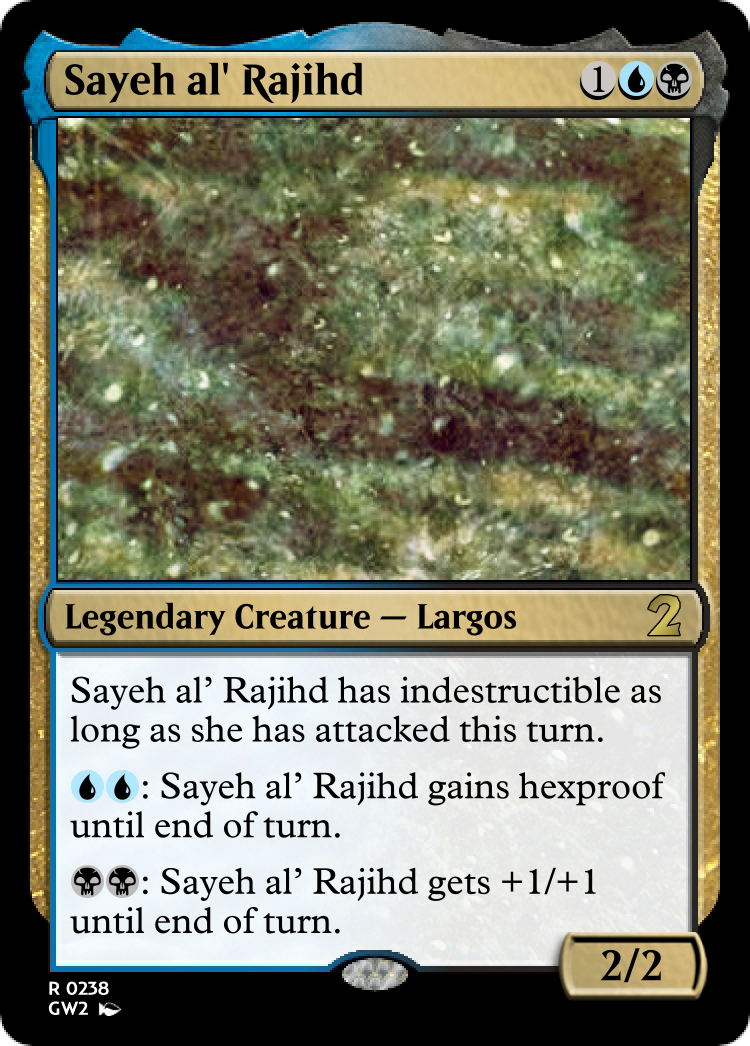 Sayeh al' Rajihd 1
Legendary Creature — Largos 2
Sayeh al’ Rajihd has indestructible as
long as she has attacked this turn.
: Sayeh al’ Rajihd gains hexproof
until end of turn.
: Sayeh al’ Rajihd gets +1/+1
until end of turn.
2/2
R 0238
GW2